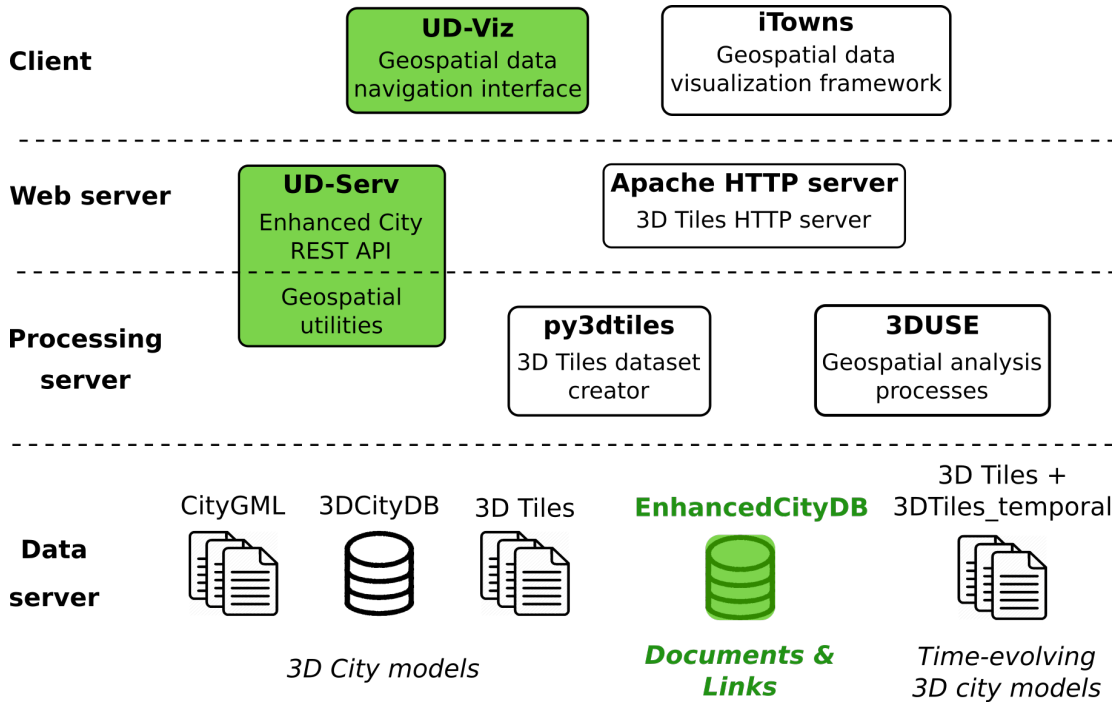 Client
UD-Viz
Geospatial data
navigation interface
iTowns
Geospatial data
visualization framework
Web server
UD-Serv
Enhanced City
REST API
Geospatial
utilities
Apache HTTP server
3D Tiles HTTP server
Processing
server
py3dtiles
3D Tiles dataset
creator
3DUSE
Geospatial analysis
processes
Data
server
CityGML
3DCityDB
3D Tiles
3D City models
EnhancedCityDB
Documents &
Links
3D Tiles +
3DTiles_temporal
Time-evolving
3D city models